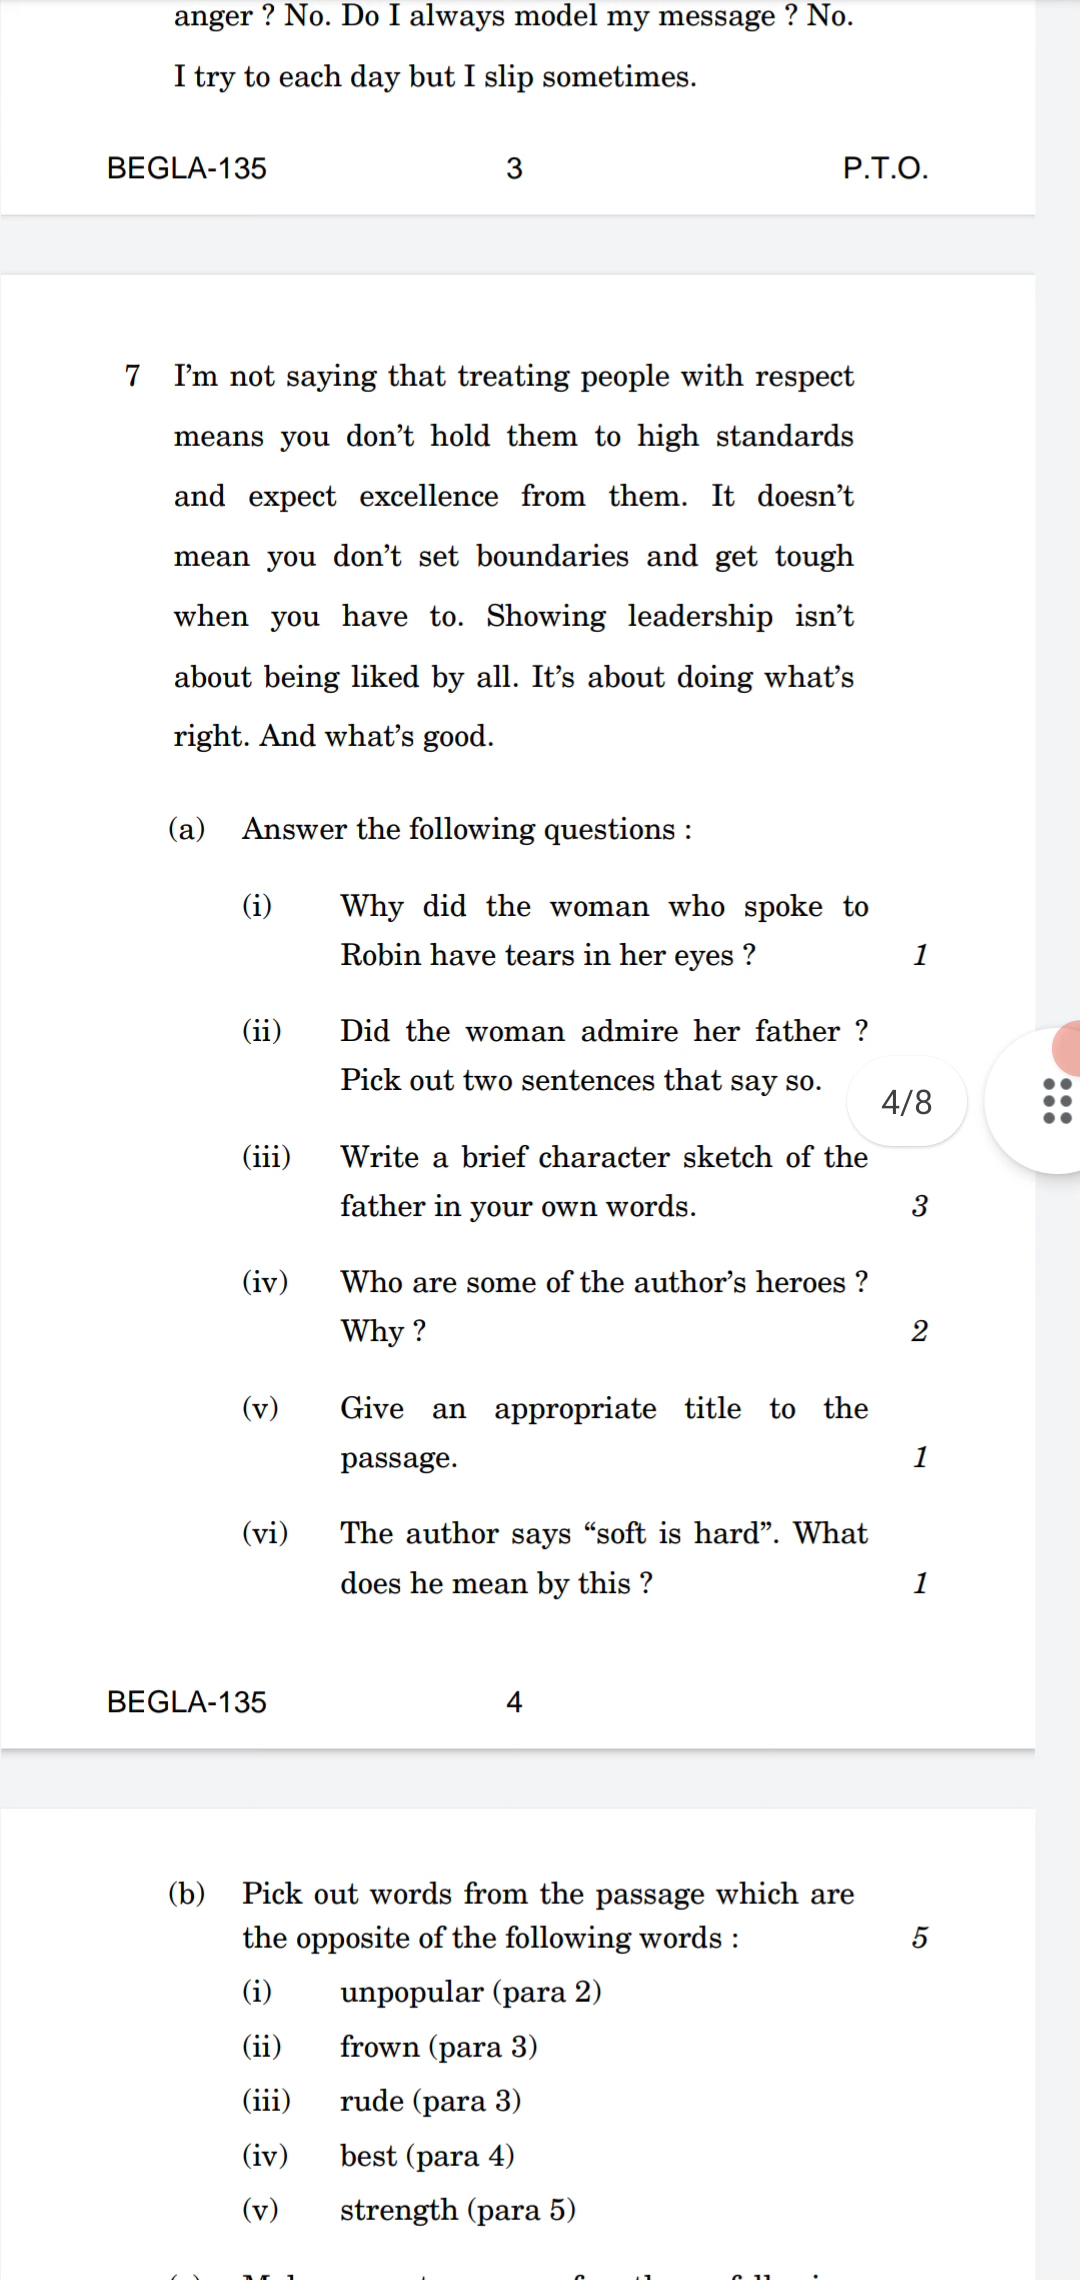 anger ? No. Do I always model my message ? No.
I try to each day but I slip sometimes.
BEGLA-135 3 P.T.O.
7 I’m not saying that treating people with respect
means you don’t hold them to high standards
and expect excellence from them. It doesn’t
mean you don’t set boundaries and get tough
when you have to. Showing leadership isn’t
about being liked by all. It’s about doing what’s
right. And what’s good.
(a) Answer the following questions :
(i) Why did the woman who spoke to
Robin have tears in her eyes ? 1
(ii) Did the woman admire her father ?
Pick out two sentences that say so.
4/8
(iii) Write a brief character sketch of the
father in your own words. 3
(iv) Who are some of the author’s heroes ?
Why ? 2
(v) Give an appropriate title to the
passage. 1
(vi) The author says “soft is hard”. What
does he mean by this ? 1
BEGLA-135 4
(b) Pick out words from the passage which are
the opposite of the following words : 5
(i) unpopular (para 2)
(ii) frown (para 3)
(iii) rude (para 3)
(iv) best (para 4)
(v) strength (para 5)